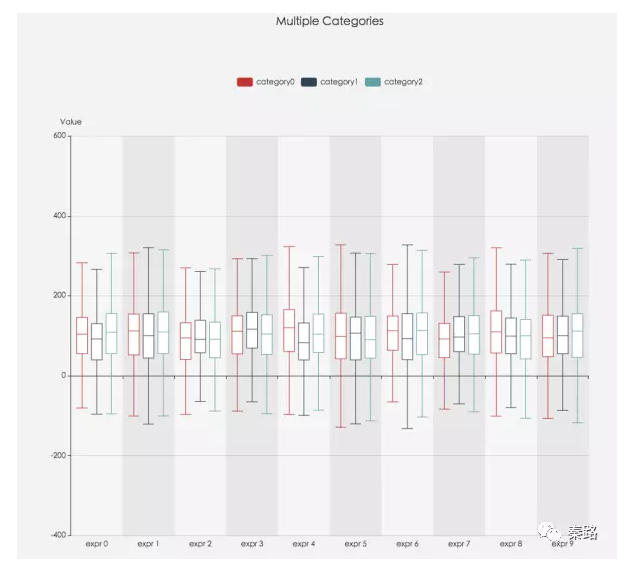 Multiple Categories
category0 category1 category2
Value
600
400
200
0
-200
-400
expr 0 expr 1 expr 2 expr 3 expr 4 expr 5 expr 6 expr 7 expr 8 expr 9
秦路